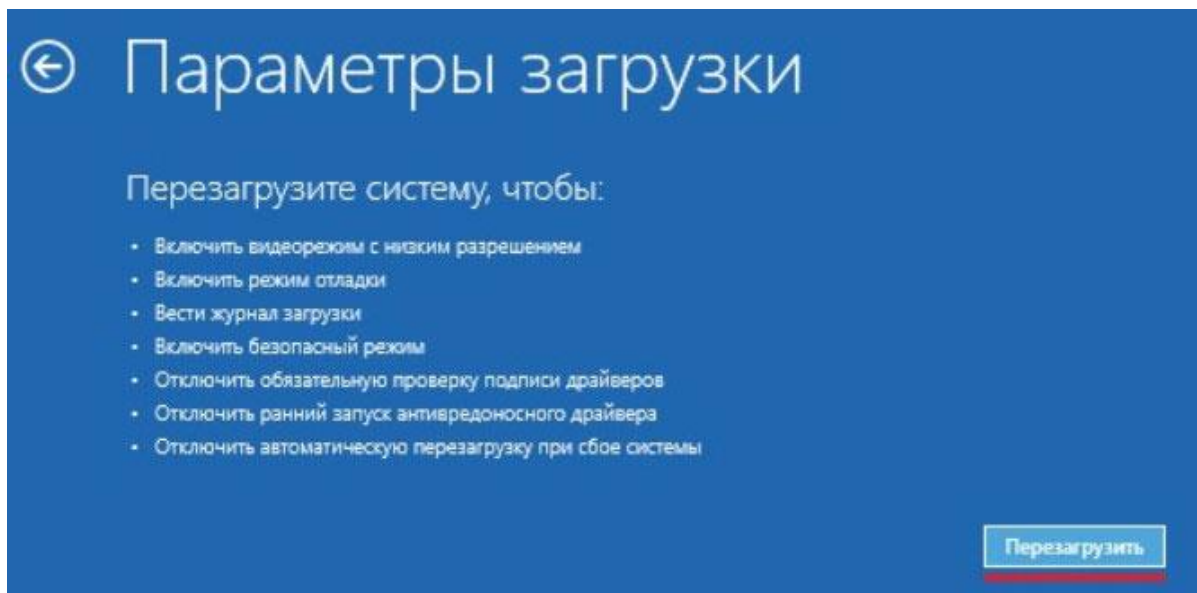 Параметры загрузки
Перезагрузите систему, чтобы:
• Включить видеорежим с низким разрешением
• Включить режим отладки
• Вести журнал загрузки
• Включить безопасный режим
• Отключить обязательную проверку подписи драйверов
• Отключить ранний запуск антивредоносного драйвера
• Отключить автоматическую перезагрузку при сбое системы
Перезагрузить